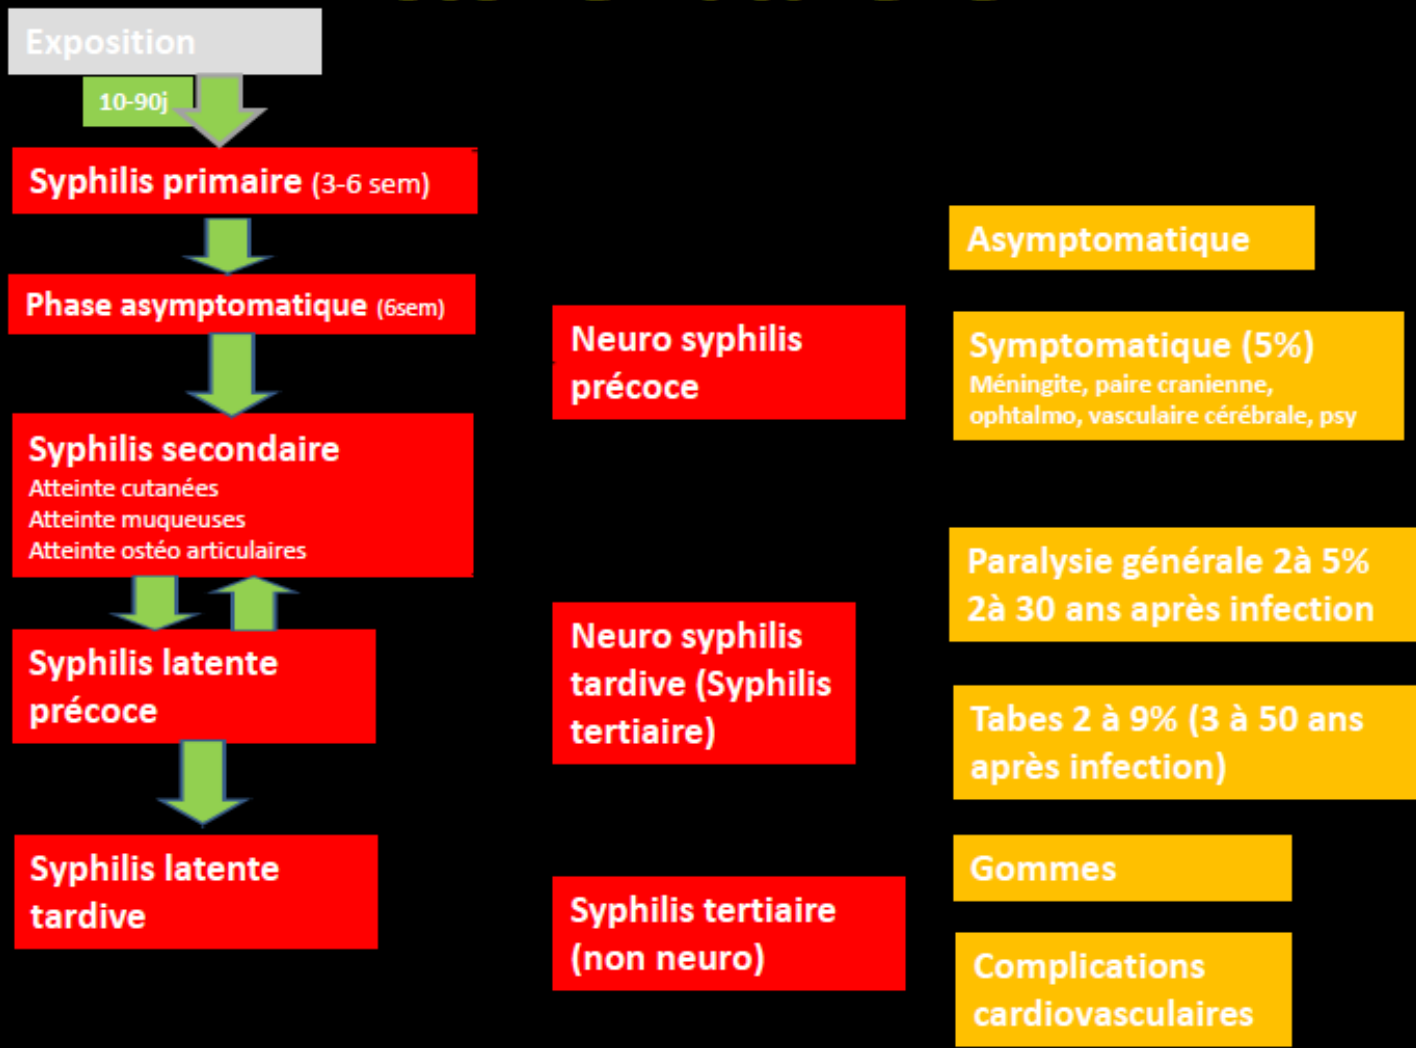 Exposition
10-90j
Syphilis primaire (3-6 sem)
Phase asymptomatique (6sem)
Syphilis secondaire
Atteinte cutanées
Atteinte muqueuses
Atteinte ostéo articulaires
Syphilis latente
précoce
Syphilis latente
tardive
Neuro syphilis
précoce
Neuro syphilis
tardive (Syphilis
tertiaire)
Syphilis tertiaire
(non neuro)
Asymptomatique
Symptomatique (5%)
Méningite, paire cranienne,
ophtalmo, vasculaire cérébrale, psy
Paralysie générale 2à 5%
2à 30 ans après infection
Tabes 2 à 9% (3 à 50 ans
après infection)
Gommes
Complications
cardiovasculaires